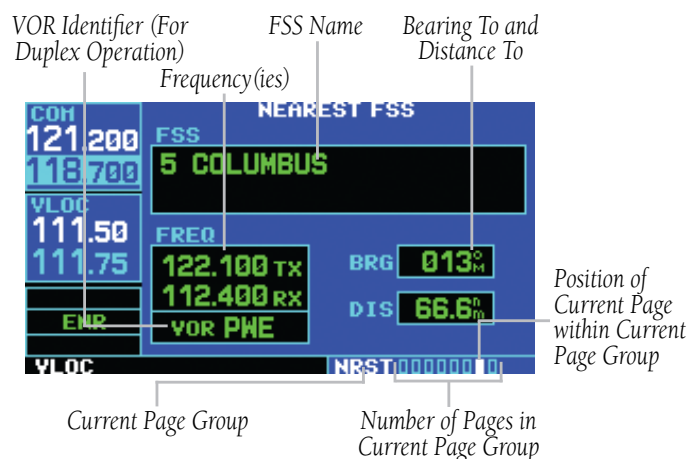 VOR Identifier (For
Duplex Operation)
FSS Name
Bearing To and
Distance To
Frequency(ies)
COM
121.200
118.700
VLOC
111.50
111.75
ENR
VLOC
NEAREST FSS
FSS
5 COLUMBUS
FREQ
122.100 TX
112.400 RX
VOR PWE
BRG 013°M
DIS 66.6nm
NRST
Position of
Current Page
within Current
Page Group
Current Page Group
Number of Pages in
Current Page Group